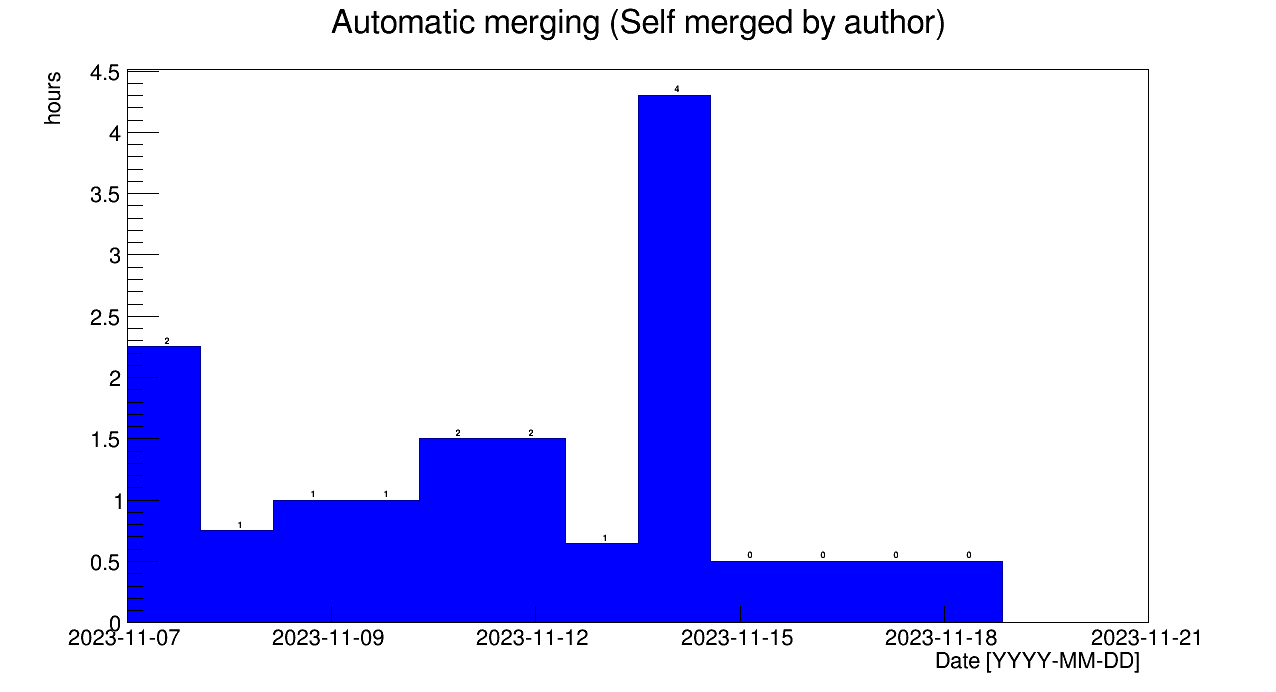 Automatic merging (Self merged by author)
hours
4.5
4
3.5
3
2.5
2
1.5
1
0.5
0
2 1 1 1 2 2 1 4 0 0 0 0
2023-11-07 2023-11-09 2023-11-12 2023-11-15 2023-11-18 2023-11-21
Date [YYYY-MM-DD]